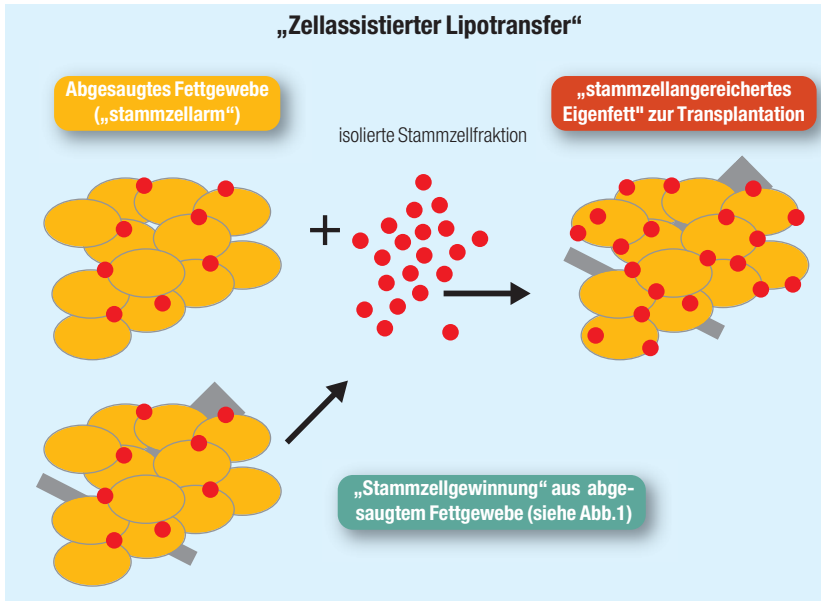 „Zellassistierter Lipotransfer“
Abgesaugtes Fettgewebe
(„stammzellarm“)
„stammzellangereichertes
Eigenfett" zur Transplantation
isolierte Stammzellfraktion
+
„Stammzellgewinnung“ aus abge-
saugtem Fettgewebe (siehe Abb.1)